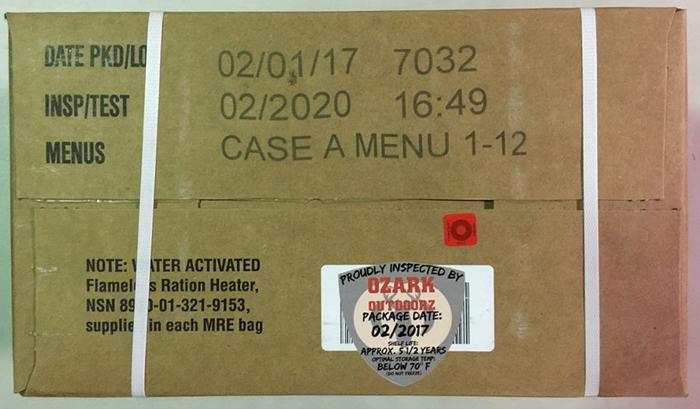 DATE PKD/LO 02/01/17 7032
INSP/TEST 02/2020 16:49
MENUS CASE A MENU 1-12
NOTE: WATER ACTIVATED
Flameless Ration Heater,
NSN 89 0-01-321-9153,
supplied in each MRE bag
PROUDLY INSPECTED BY
OZARK
OUTDOORZ
PACKAGE DATE:
02/2017
SHELF LIFE:
APPROX. 5 1/2 YEARS
OPTIMAL STORAGE TEMP:
BELOW 70° F
(DO NOT FREEZE)